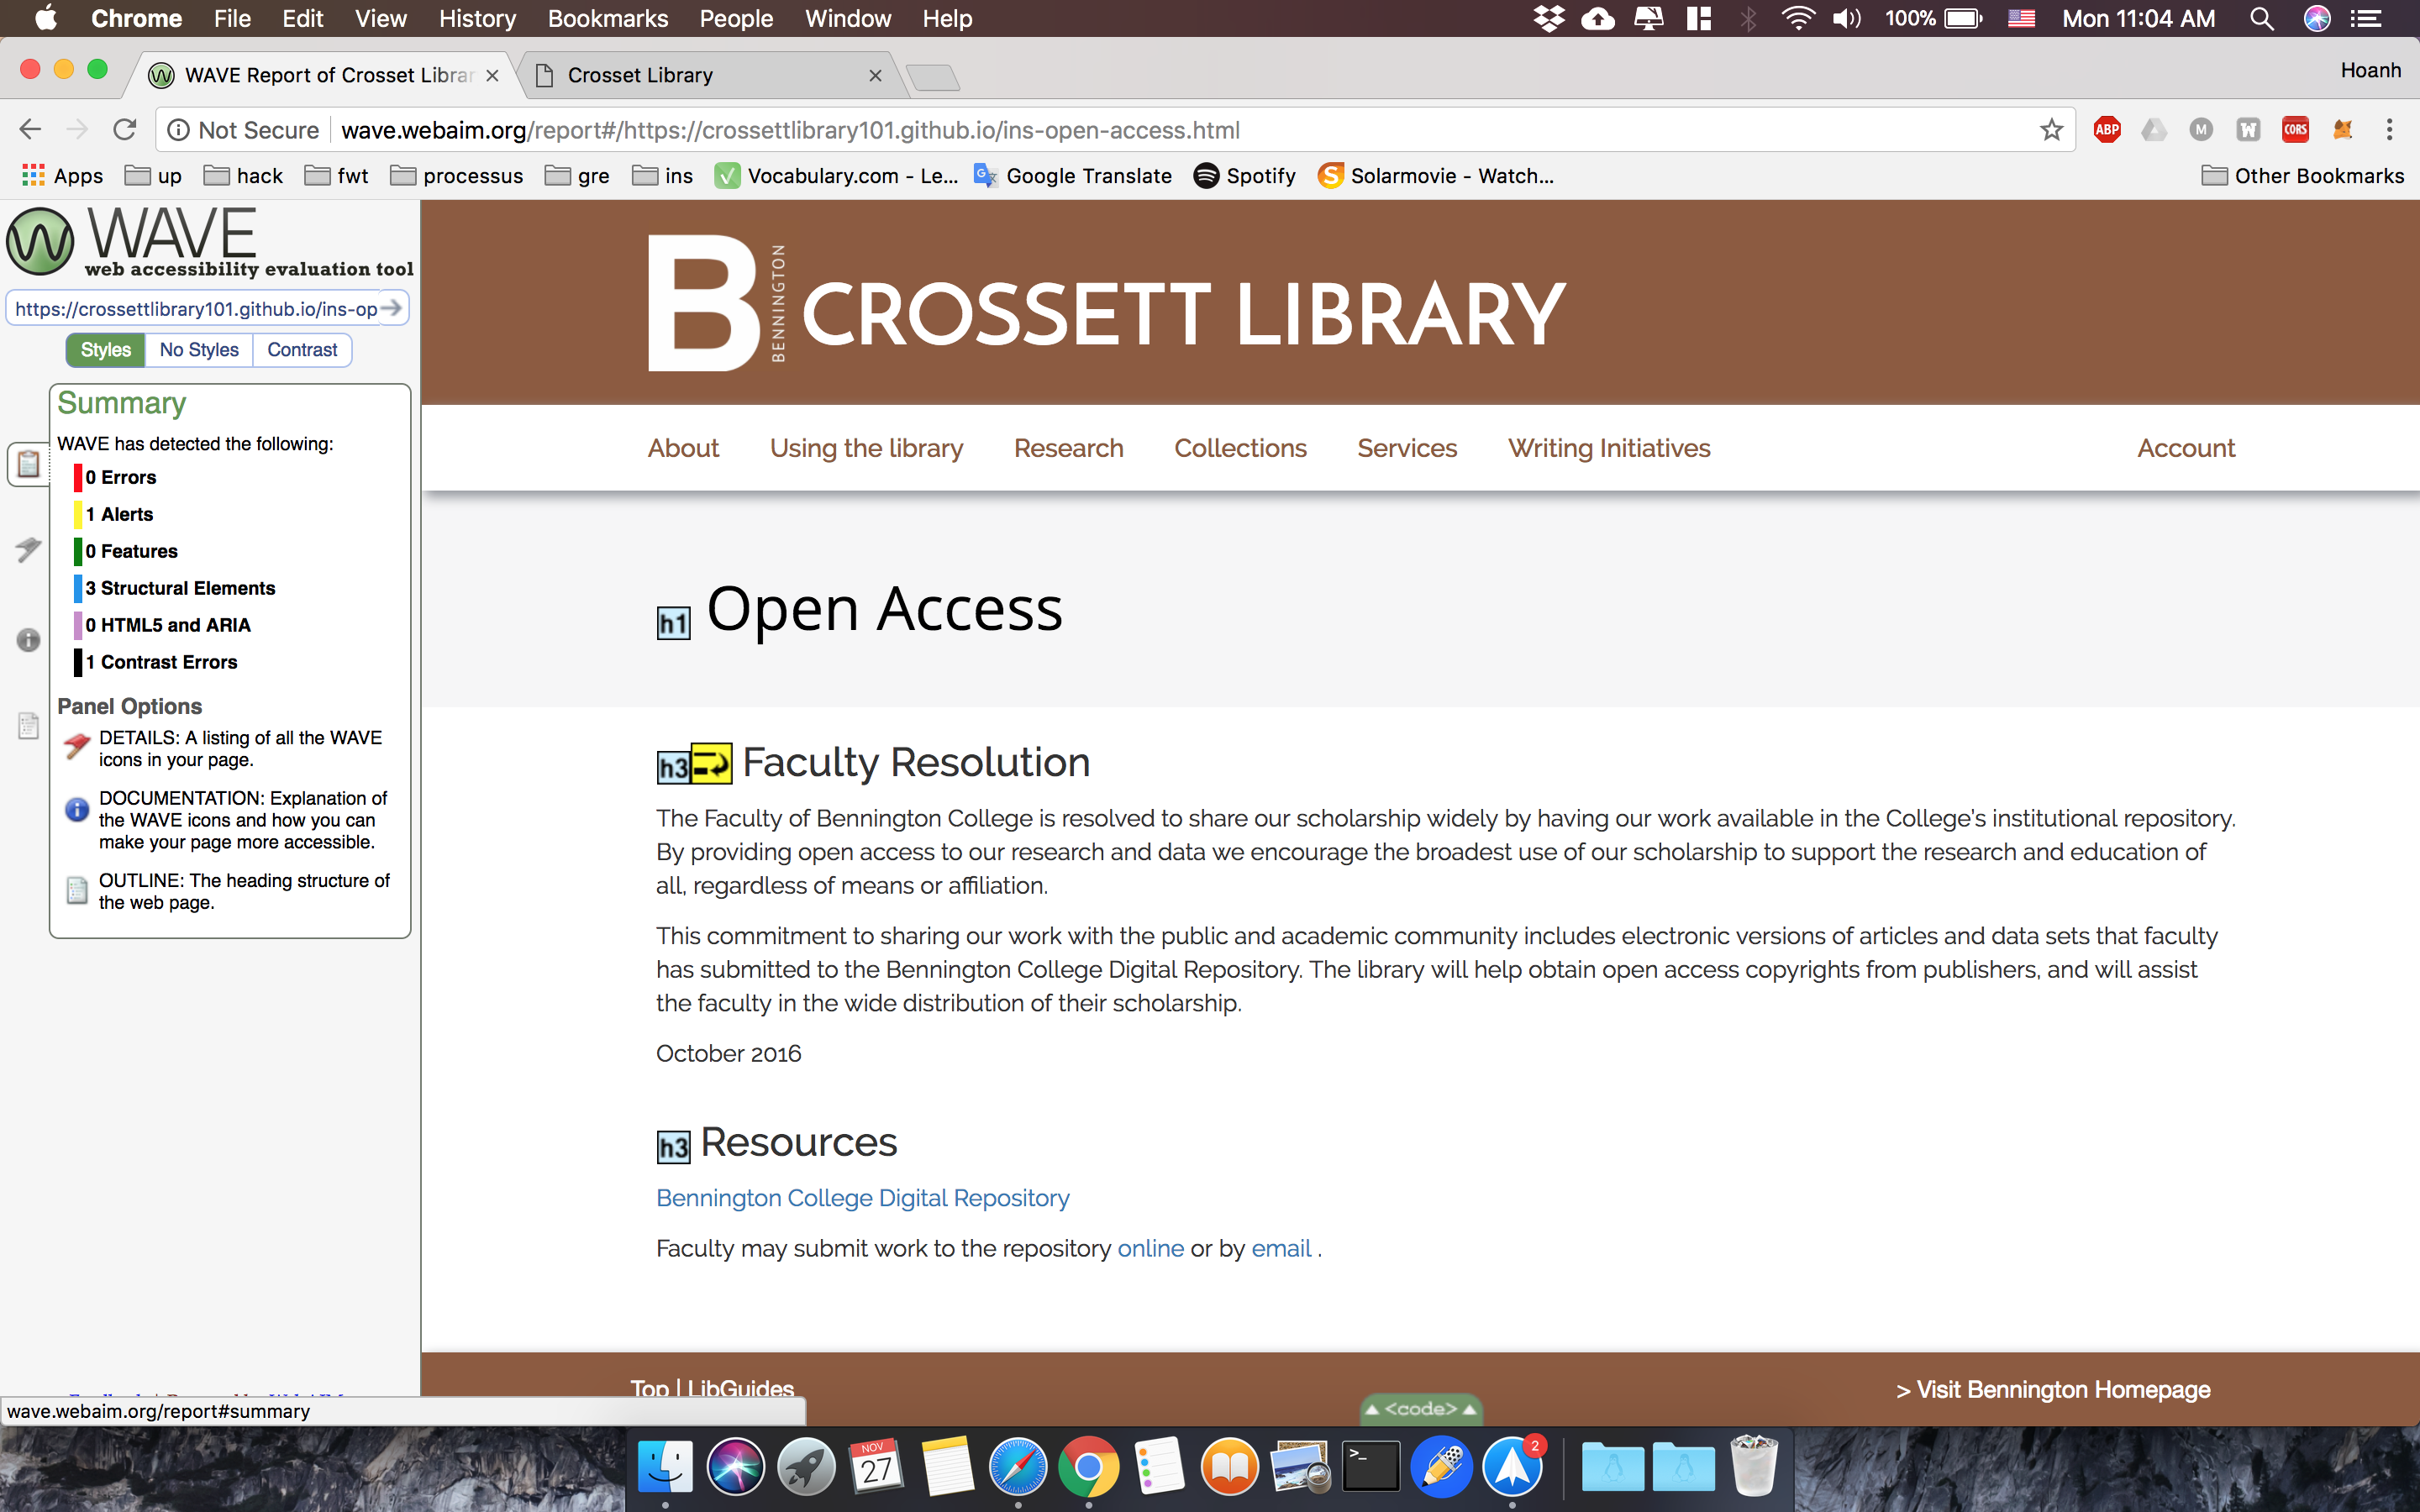 Chrome File Edit View History Bookmarks People Window Help 100% Mon 11:04 AM
WAVE Report of Crosset Librar Crosset Library Hoanh
Not Secure wave.webaim.org/report#/https://crossettlibrary101.github.io/ins-open-access.html ABP M W CORS
Apps up hack fwt processus gre ins Vocabulary.com - Le... Google Translate Spotify Solarmovie - Watch... Other Bookmarks
WAVE
web accessibility evaluation tool
https://crossettlibrary101.github.io/ins-op
Styles No Styles Contrast
Summary
WAVE has detected the following:
0 Errors
1 Alerts
0 Features
3 Structural Elements
0 HTML5 and ARIA
1 Contrast Errors
Panel Options
DETAILS: A listing of all the WAVE
icons in your page.
DOCUMENTATION: Explanation of
the WAVE icons and how you can
make your page more accessible.
OUTLINE: The heading structure of
the web page.
wave.webaim.org/report#summary
B BENNINGTON CROSSETT LIBRARY
About Using the library Research Collections Services Writing Initiatives Account
h1 Open Access
h3 Faculty Resolution
The Faculty of Bennington College is resolved to share our scholarship widely by having our work available in the College's institutional repository.
By providing open access to our research and data we encourage the broadest use of our scholarship to support the research and education of
all, regardless of means or affiliation.
This commitment to sharing our work with the public and academic community includes electronic versions of articles and data sets that faculty
has submitted to the Bennington College Digital Repository. The library will help obtain open access copyrights from publishers, and will assist
the faculty in the wide distribution of their scholarship.
October 2016
h3 Resources
Bennington College Digital Repository
Faculty may submit work to the repository online or by email .
Top | LibGuides > Visit Bennington Homepage
<code>
NOV
27
2